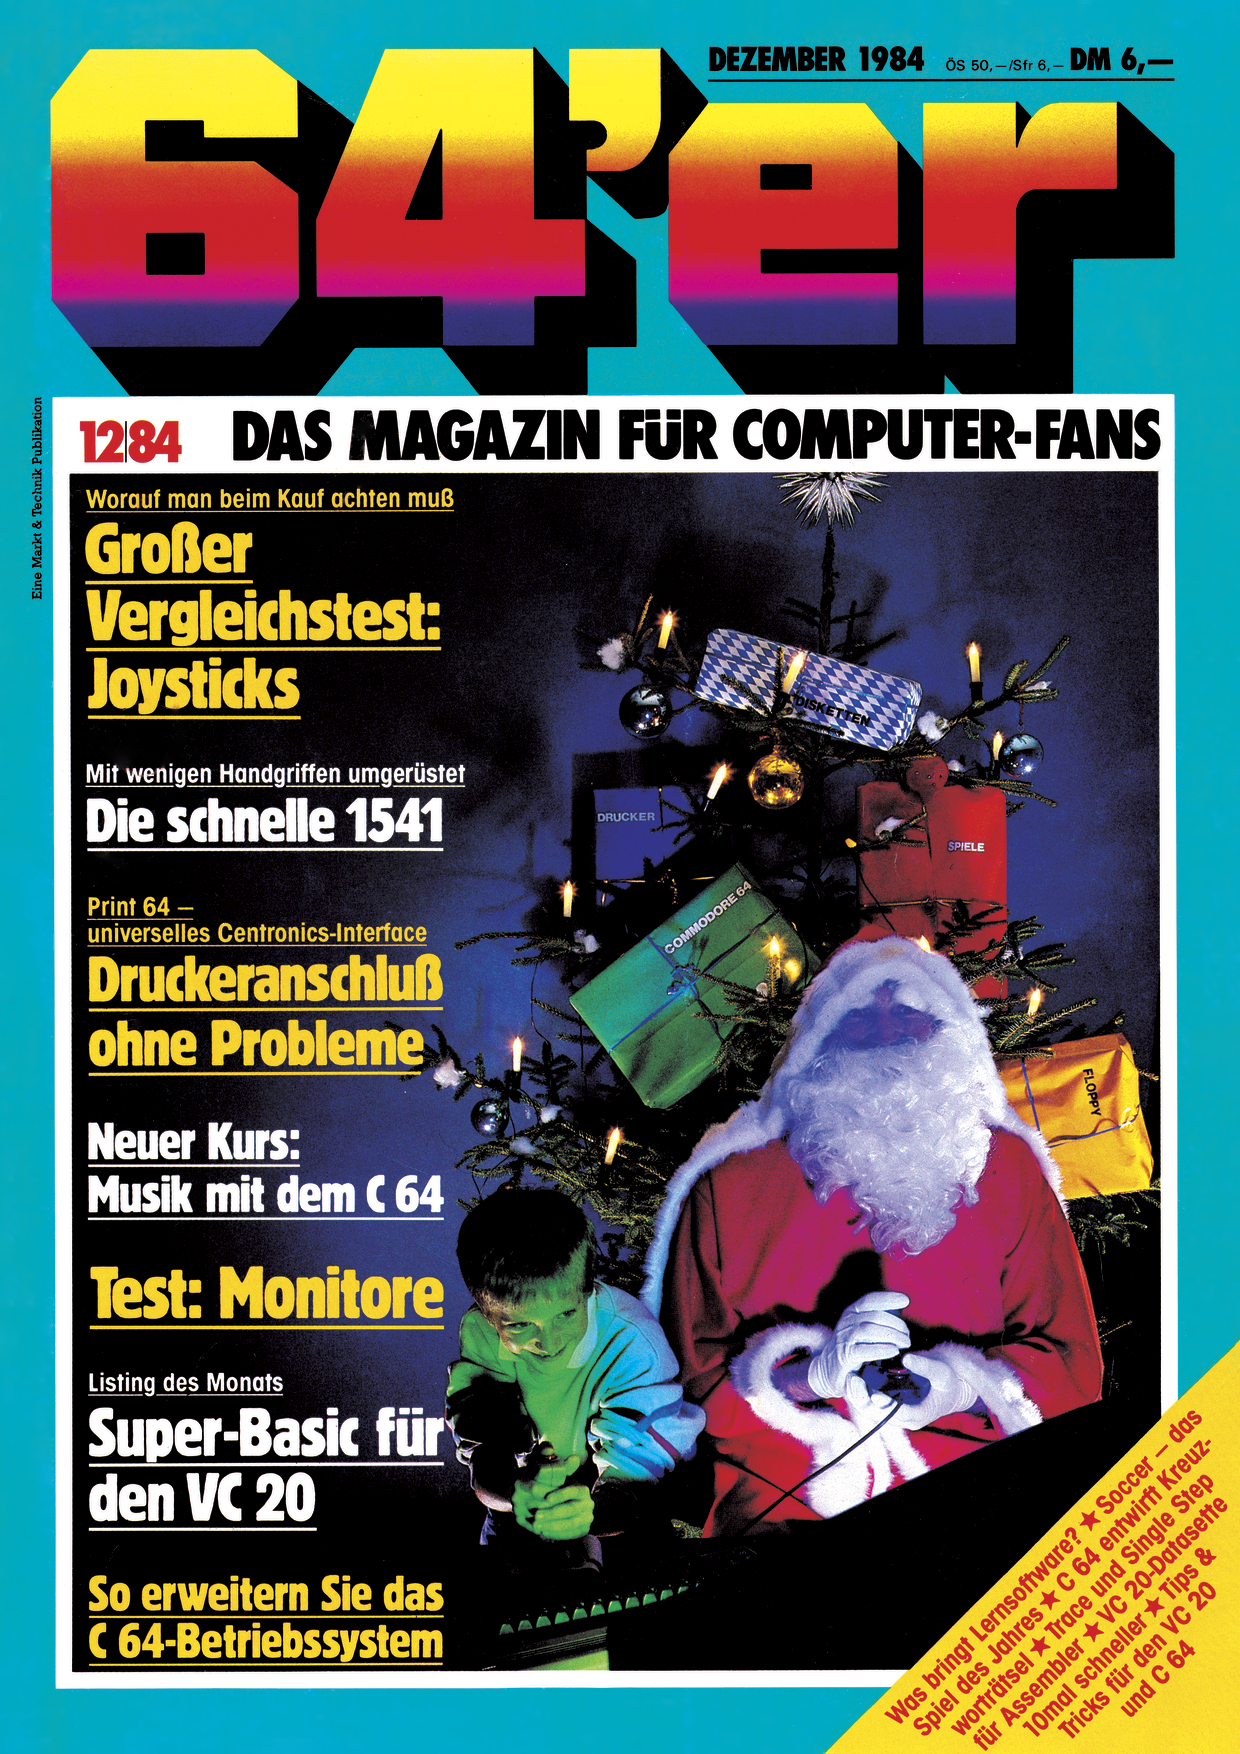 DEZEMBER 1984 ÖS 50,–/Sfr 6,– DM 6,–
64'er
Eine Markt & Technik Publikation
12|84 DAS MAGAZIN FÜR COMPUTER-FANS
Worauf man beim Kauf achten muß
Großer
Vergleichstest:
Joysticks
Mit wenigen Handgriffen umgerüstet
Die schnelle 1541
Print 64 –
universelles Centronics-Interface
Druckeranschluß
ohne Probleme
Neuer Kurs:
Musik mit dem C 64
Test: Monitore
Listing des Monats
Super-Basic für
den VC 20
So erweitern Sie das
C 64-Betriebssystem
DISKETTEN
DRUCKER
SPIELE
COMMODORE 64
FLOPPY
Was bringt Lernsoftware? ★ Soccer – das
Spiel des Jahres ★ C 64 entwirft Kreuz-
worträtsel ★ Trace und Single Step
für Assembler ★ VC 20-Datasette
10mal schneller ★ Tips &
Tricks für den VC 20
und C 64